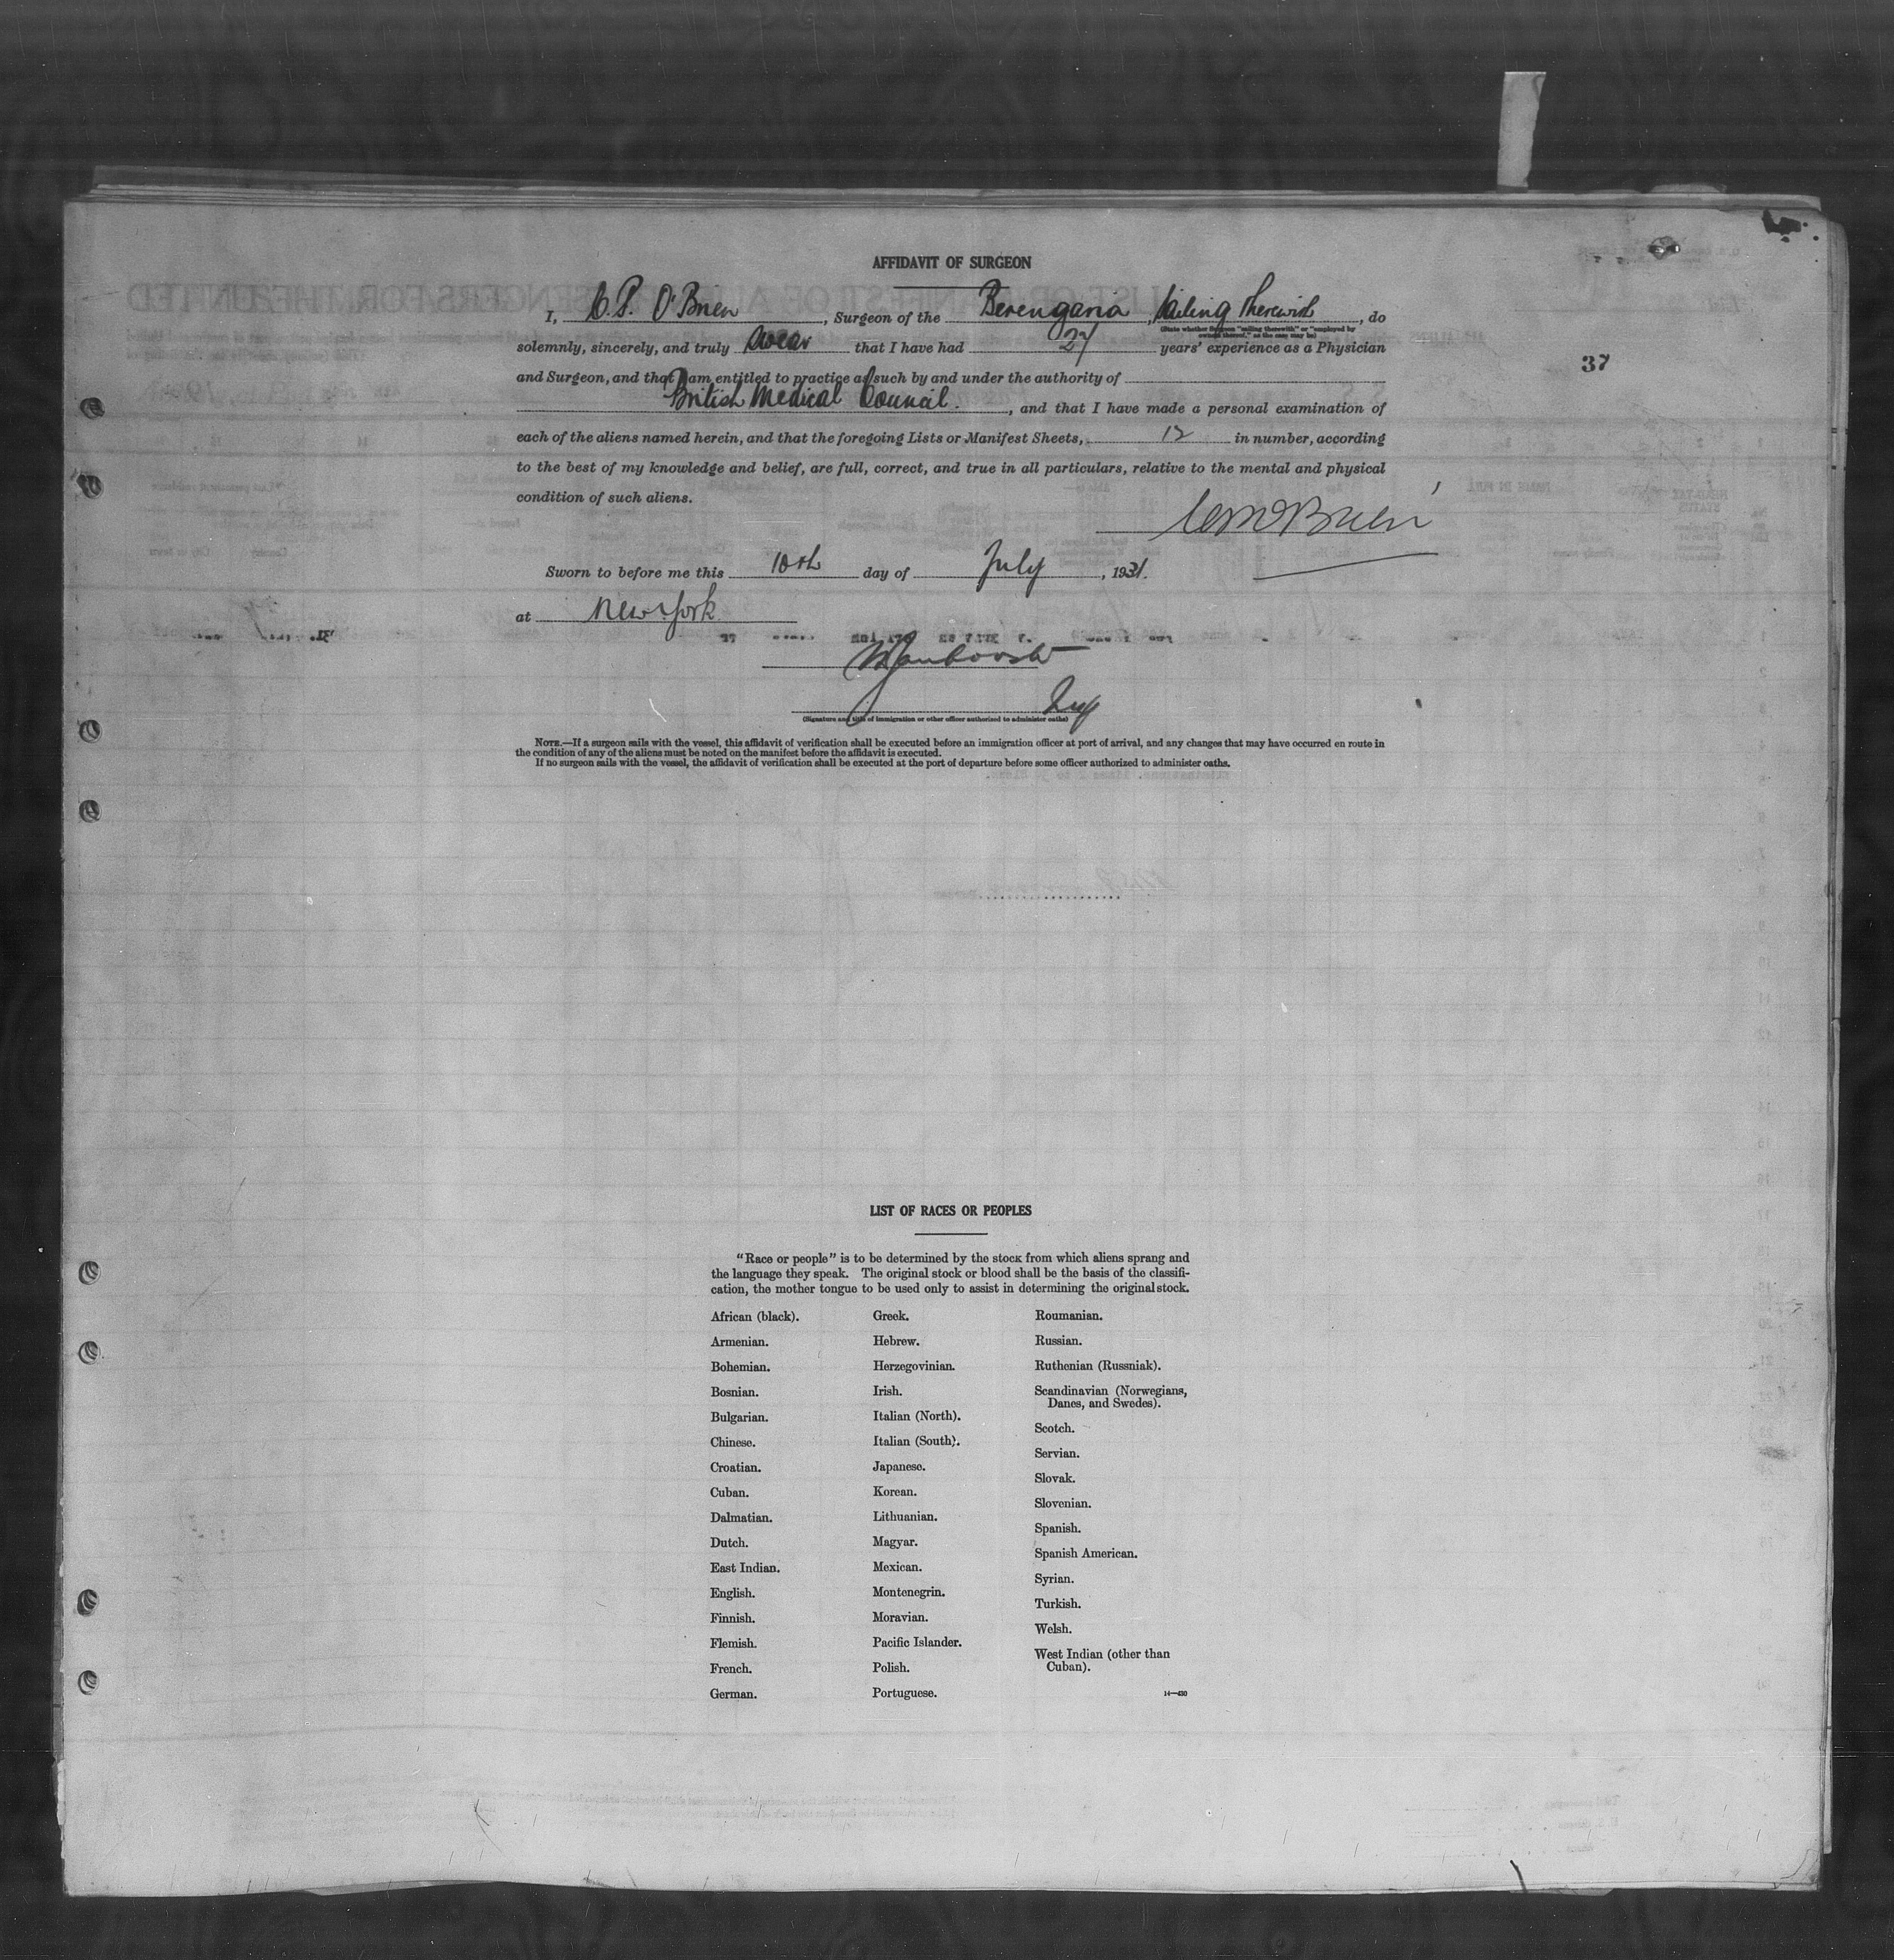 AFFIDAVIT OF SURGEON
I, C. P. O'Brien, Surgeon of the Berengaria, Sailing therewith, do
(State whether Surgeon "sailing therewith" or "employed by
owners thereof," as the case may be)
solemnly, sincerely, and truly swear that I have had 27 years' experience as a Physician
37
and Surgeon, and that I am entitled to practice as such by and under the authority of
British Medical Council., and that I have made a personal examination of
each of the aliens named herein, and that the foregoing Lists or Manifest Sheets, 12 in number, according
to the best of my knowledge and belief, are full, correct, and true in all particulars, relative to the mental and physical
condition of such aliens.
Sworn to before me this 10th day of July, 1931.
at New York
Insp
(Signature and title of immigration or other officer authorized to administer oaths)
NOTE.—If a surgeon sails with the vessel, this affidavit of verification shall be executed before an immigration officer at port of arrival, and any changes that may have occurred en route in
the condition of any of the aliens must be noted on the manifest before the affidavit is executed.
If no surgeon sails with the vessel, the affidavit of verification shall be executed at the port of departure before some officer authorized to administer oaths.
LIST OF RACES OR PEOPLES
"Race or people" is to be determined by the stock from which aliens sprang and
the language they speak. The original stock or blood shall be the basis of the classifi-
cation, the mother tongue to be used only to assist in determining the original stock.
African (black).
Armenian.
Bohemian.
Bosnian.
Bulgarian.
Chinese.
Croatian.
Cuban.
Dalmatian.
Dutch.
East Indian.
English.
Finnish.
Flemish.
French.
German.
Greek.
Hebrew.
Herzegovinian.
Irish.
Italian (North).
Italian (South).
Japanese.
Korean.
Lithuanian.
Magyar.
Mexican.
Montenegrin.
Moravian.
Pacific Islander.
Polish.
Portuguese.
Roumanian.
Russian.
Ruthenian (Russniak).
Scandinavian (Norwegians,
Danes, and Swedes).
Scotch.
Servian.
Slovak.
Slovenian.
Spanish.
Spanish American.
Syrian.
Turkish.
Welsh.
West Indian (other than
Cuban).
14—430